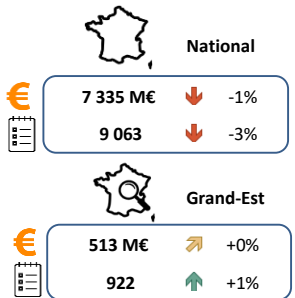 National
€ 7 335 M€ -1%
9 063 -3%
Grand-Est
€ 513 M€ +0%
922 +1%